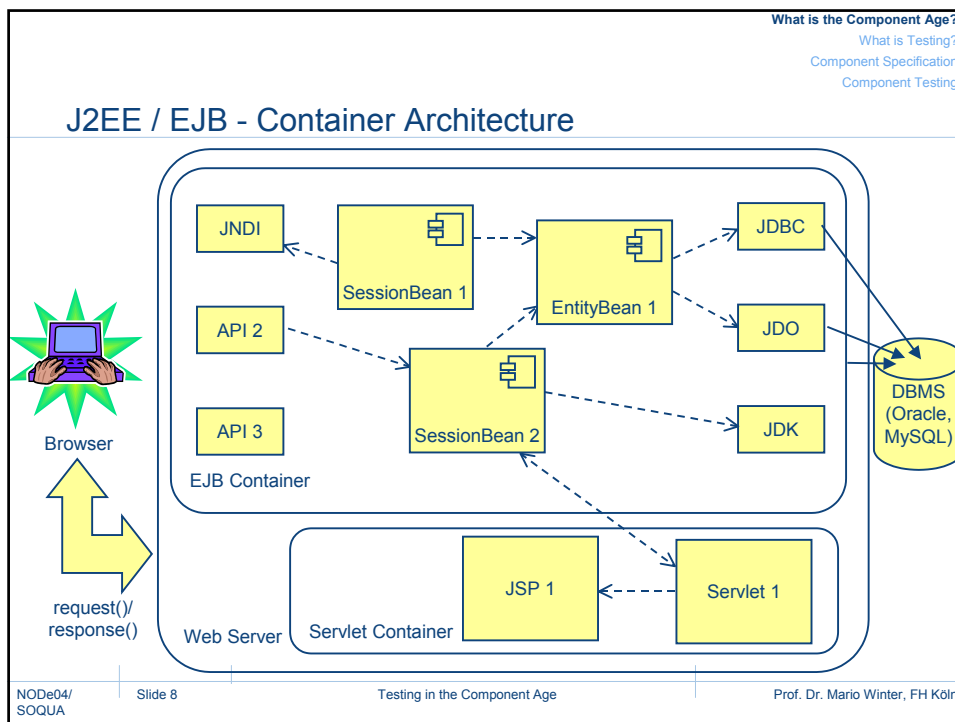 What is the Component Age?
What is Testing?
Component Specification
Component Testing
J2EE / EJB - Container Architecture
JNDI
SessionBean 1
EntityBean 1
JDBC
API 2
JDO
SessionBean 2
API 3
JDK
EJB Container
DBMS
(Oracle,
MySQL)
Browser
request()/
response()
Web Server
Servlet Container
JSP 1
Servlet 1
NODe04/
SOQUA
Slide 8
Testing in the Component Age
Prof. Dr. Mario Winter, FH Köln